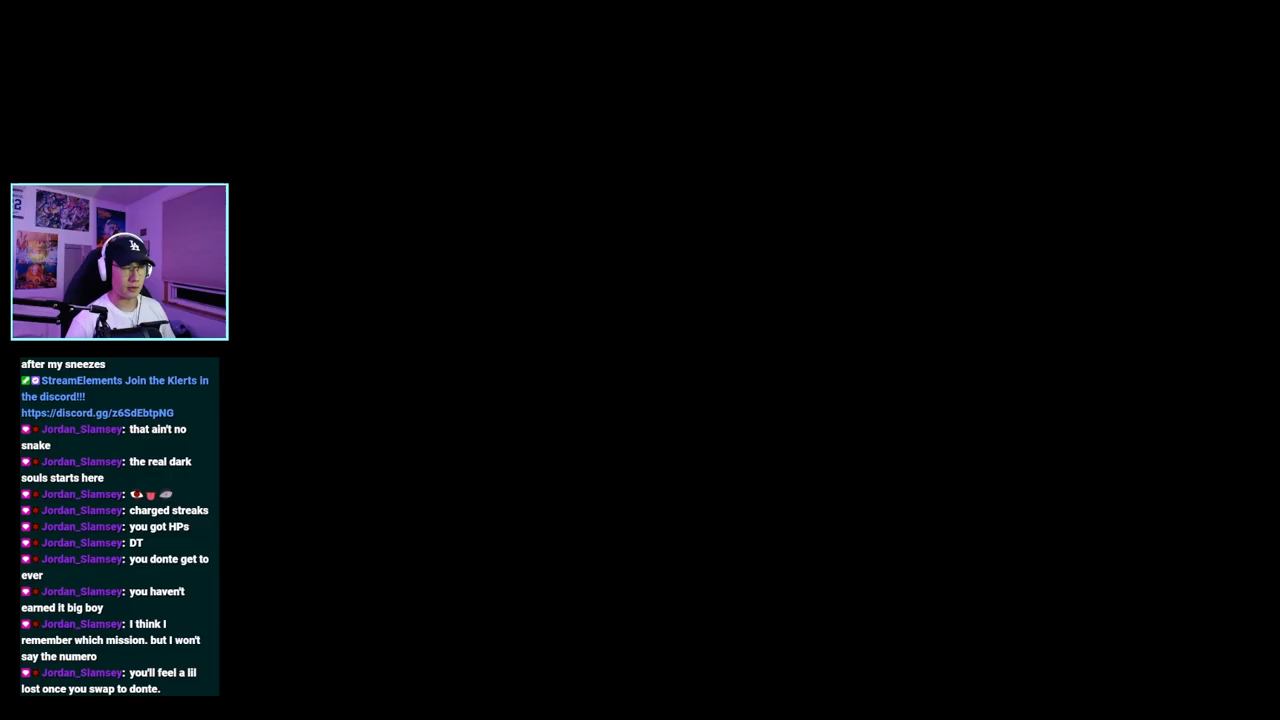 LA
after my sneezes
StreamElements Join the Klerts in
the discord!!!
https://discord.gg/z6SdEbtpNG
Jordan_Slamsey: that ain't no
snake
Jordan_Slamsey: the real dark
souls starts here
Jordan_Slamsey: 👁️👅👁️
Jordan_Slamsey: charged streaks
Jordan_Slamsey: you got HPs
Jordan_Slamsey: DT
Jordan_Slamsey: you donte get to
ever
Jordan_Slamsey: you haven't
earned it big boy
Jordan_Slamsey: I think I
remember which mission. but I won't
say the numero
Jordan_Slamsey: you'll feel a lil
lost once you swap to donte.